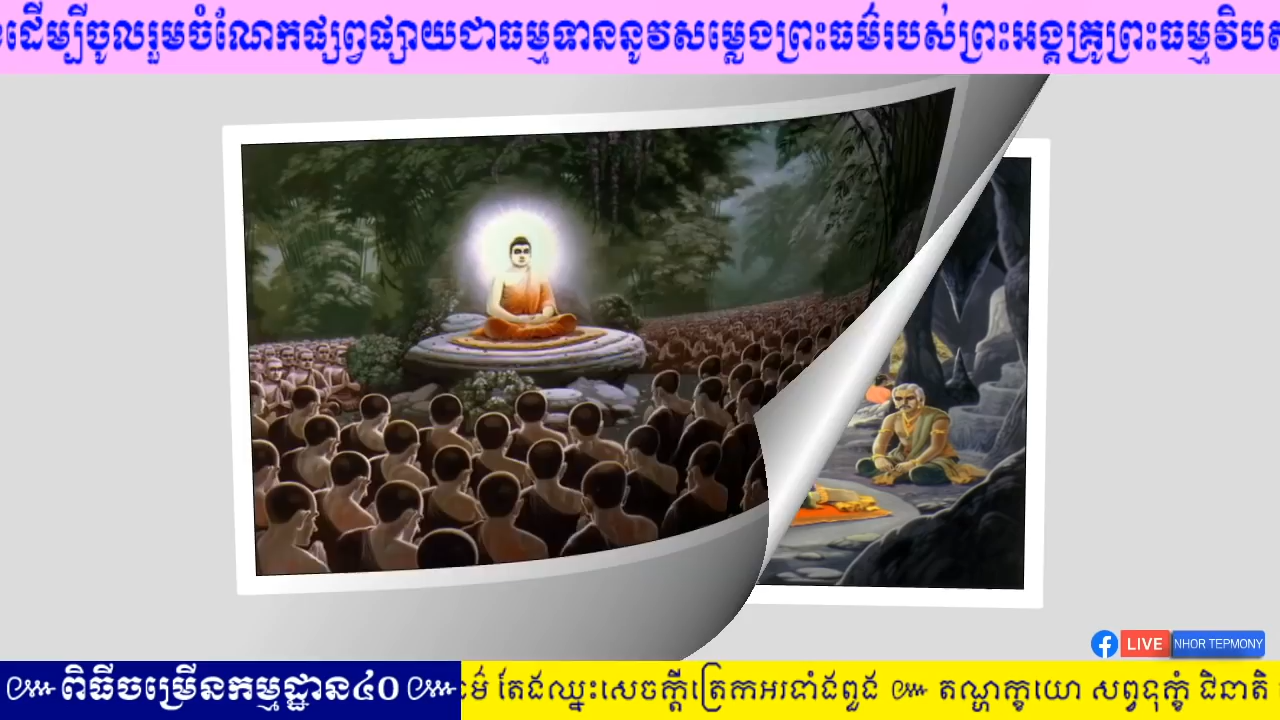 ដើម្បីចូលរួមចំណែកផ្សព្វផ្សាយជាធម្មទាននូវសម្លេងព្រះធម៌របស់ព្រះអង្គគ្រូព្រះធម្មវិបស
LIVE NHOR TEPMONY
ពិធីចម្រើនកម្មដ្ឋាន៤០
ធម៌ តែងឈ្នះសេចក្ដីត្រេកអរទាំងពួង តណ្ហក្ខយោ សព្វទុក្ខំ ជិនាតិ